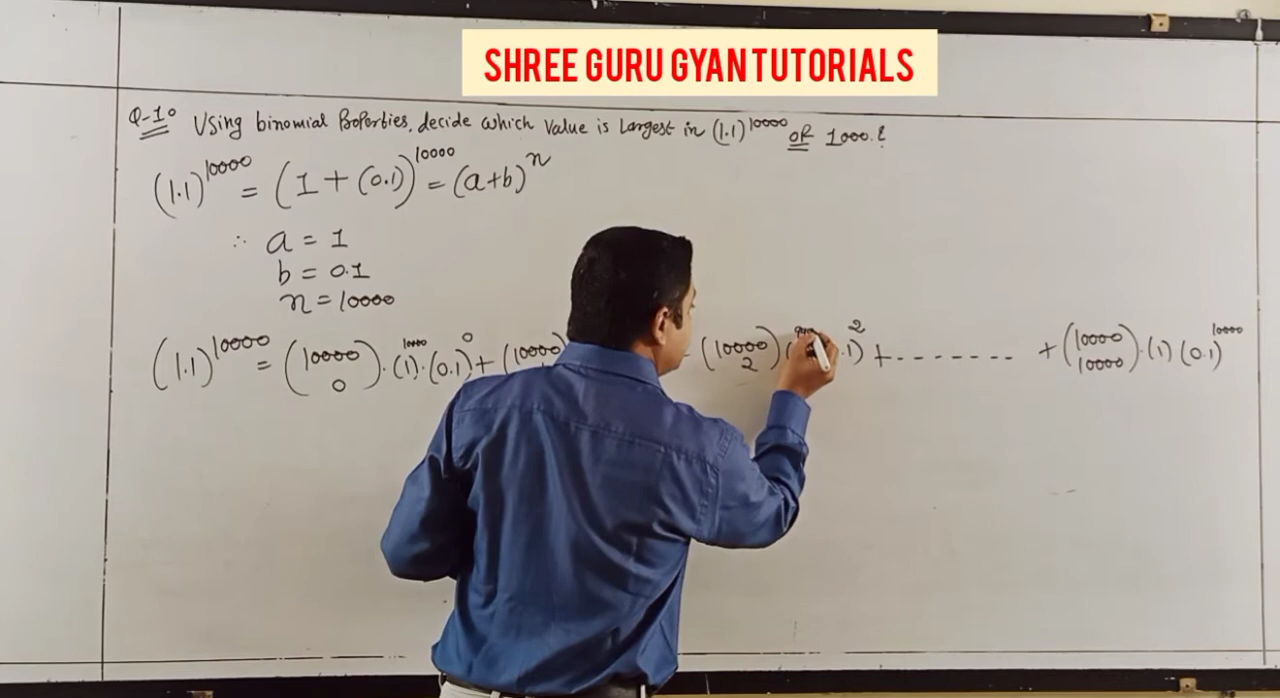 SHREE GURU GYAN TUTORIALS
Q-1° Using binomial Properties, decide which value is Largest in (1.1)^10000 OR 1000.?
(1.1)^10000 = (1 + (0.1))^10000 = (a+b)^n
∴ a = 1
b = 0.1
n = 10000
(1.1)^10000 = (10000 0) · (1)^10000 · (0.1)^0 + (10000 (10000 2) .1)^2 + - - - - - - - - + (10000 10000) · (1) (0.1)^10000